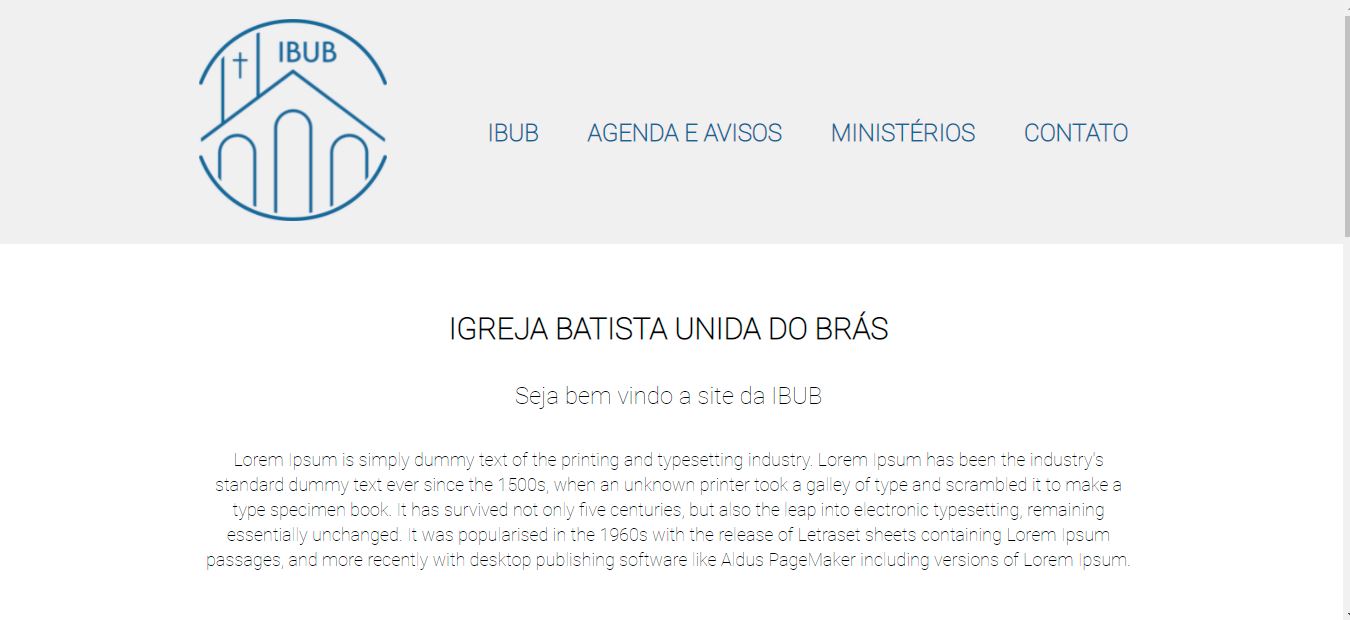 IBUB
IBUB AGENDA E AVISOS MINISTÉRIOS CONTATO
IGREJA BATISTA UNIDA DO BRÁS
Seja bem vindo a site da IBUB
Lorem Ipsum is simply dummy text of the printing and typesetting industry. Lorem Ipsum has been the industry's
standard dummy text ever since the 1500s, when an unknown printer took a galley of type and scrambled it to make a
type specimen book. It has survived not only five centuries, but also the leap into electronic typesetting, remaining
essentially unchanged. It was popularised in the 1960s with the release of Letraset sheets containing Lorem Ipsum
passages, and more recently with desktop publishing software like Aldus PageMaker including versions of Lorem Ipsum.